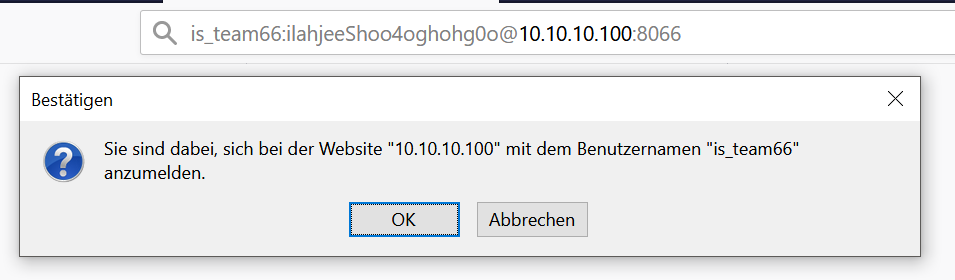 is_team66:ilahjeeShoo4oghohg0o@10.10.10.100:8066
Bestätigen
Sie sind dabei, sich bei der Website "10.10.10.100" mit dem Benutzernamen "is_team66"
anzumelden.
OK
Abbrechen